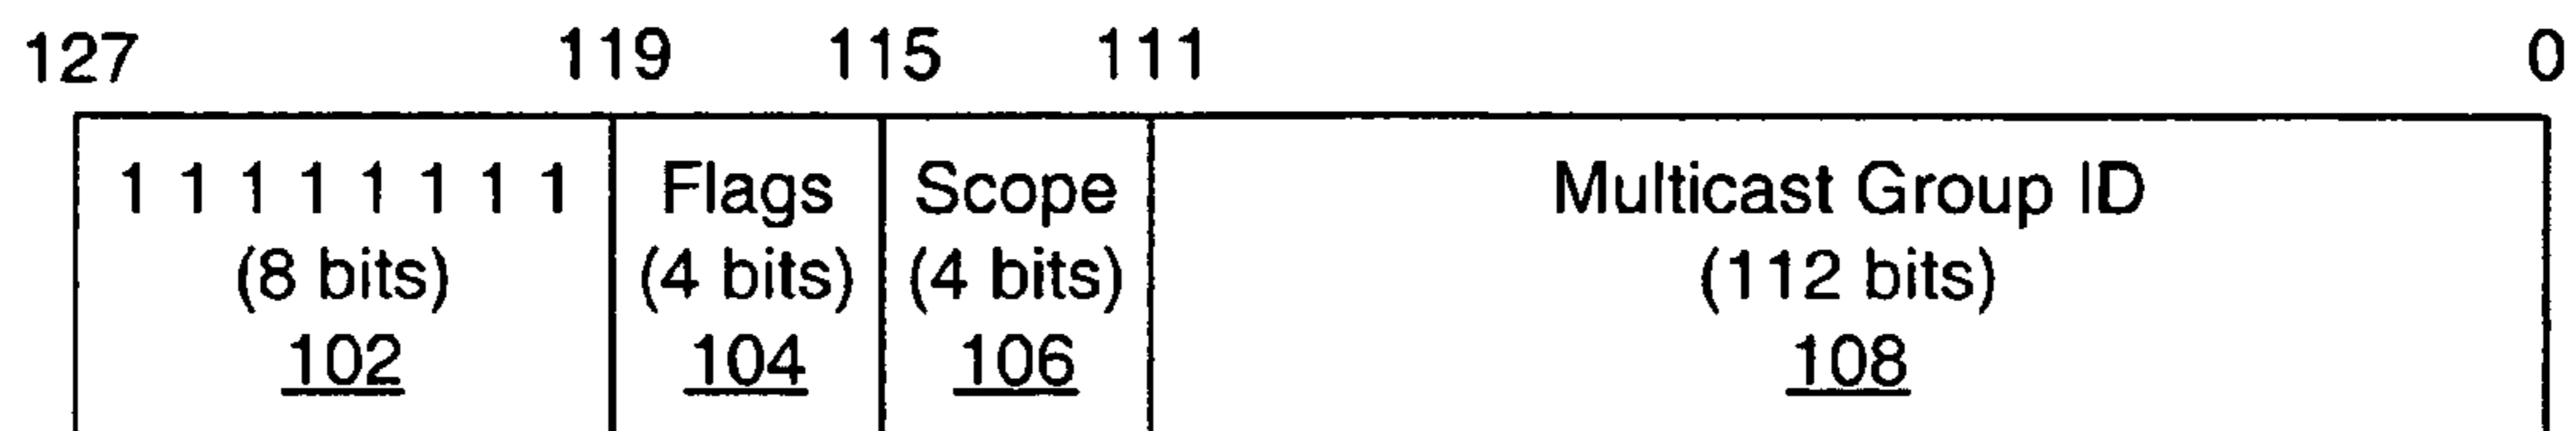 127 119 115 111 0
1 1 1 1 1 1 1 1 Flags Scope Multicast Group ID
(8 bits) (4 bits) (4 bits) (112 bits)
102 104 106 108